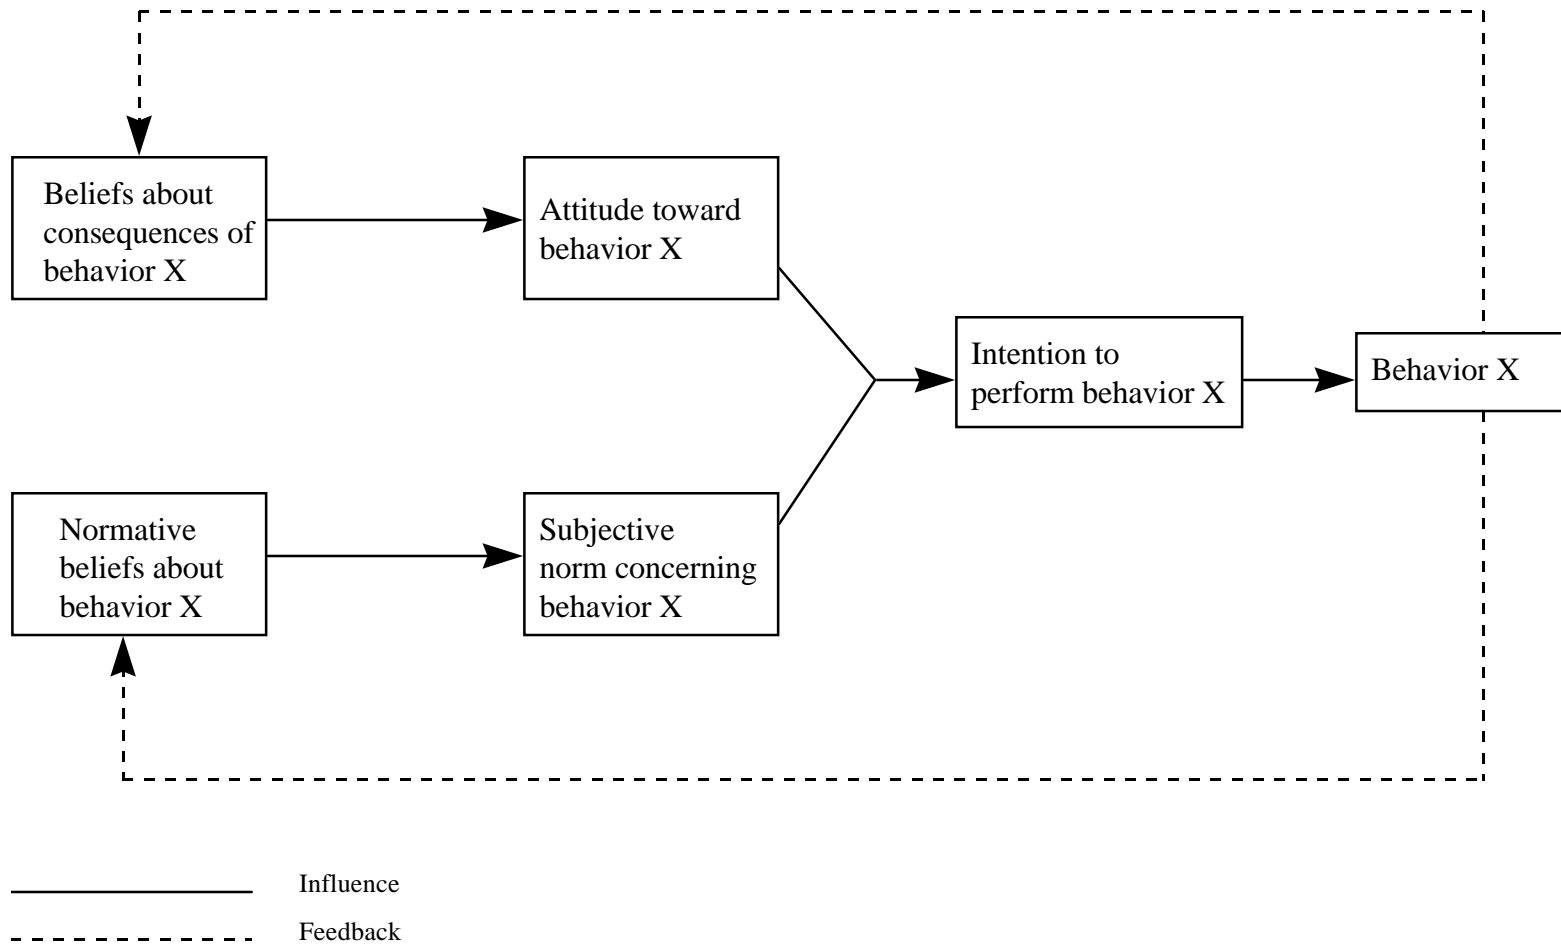 Beliefs about
consequences of
behavior X
Attitude toward
behavior X
Intention to
perform behavior X
Behavior X
Normative
beliefs about
behavior X
Subjective
norm concerning
behavior X
Influence
Feedback